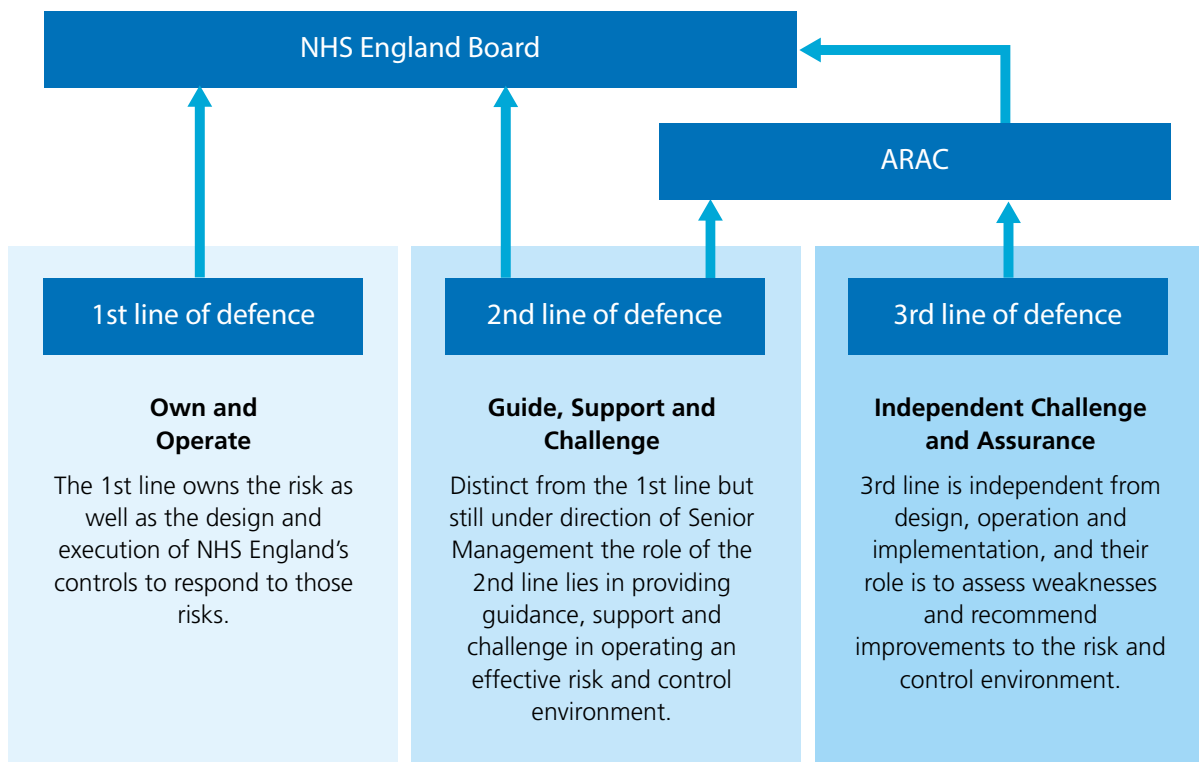 NHS England Board
ARAC
1st line of defence
Own and
Operate
The 1st line owns the risk as
well as the design and
execution of NHS England’s
controls to respond to those
risks.
2nd line of defence
Guide, Support and
Challenge
Distinct from the 1st line but
still under direction of Senior
Management the role of the
2nd line lies in providing
guidance, support and
challenge in operating an
effective risk and control
environment.
3rd line of defence
Independent Challenge
and Assurance
3rd line is independent from
design, operation and
implementation, and their
role is to assess weaknesses
and recommend
improvements to the risk and
control environment.